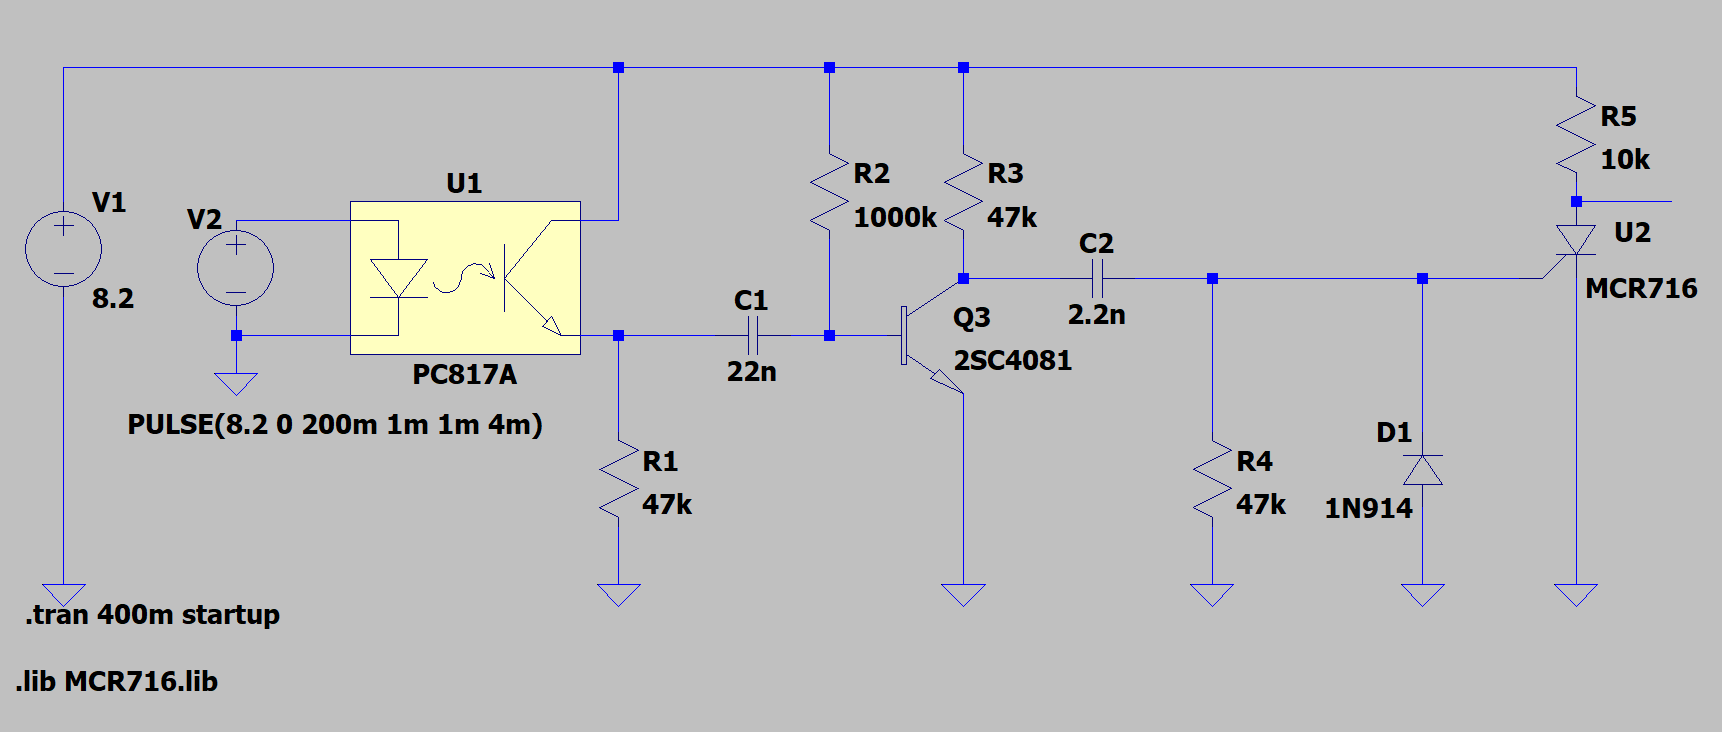 V1
8.2
V2
U1
PC817A
PULSE(8.2 0 200m 1m 1m 4m)
R1
47k
C1
22n
R2
1000k
R3
47k
Q3
2SC4081
C2
2.2n
R4
47k
D1
1N914
R5
10k
U2
MCR716
.tran 400m startup
.lib MCR716.lib